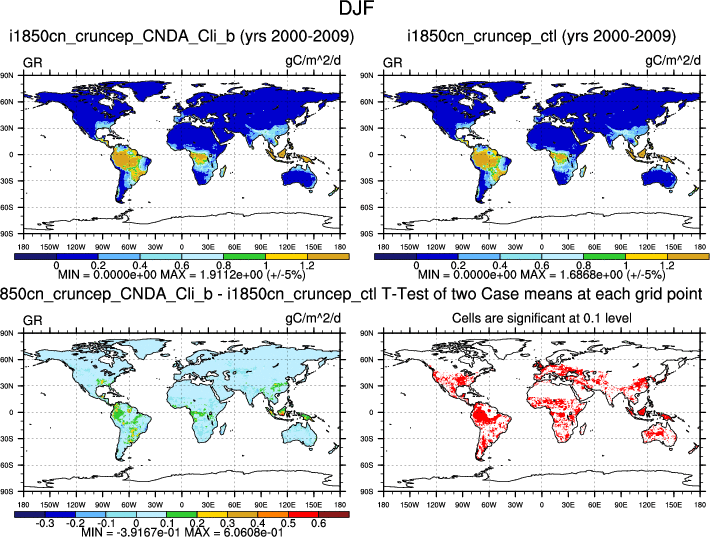 DJF
i1850cn_cruncep_CNDA_Cli_b (yrs 2000-2009)
i1850cn_cruncep_ctl (yrs 2000-2009)
GR gC/m^2/d
GR gC/m^2/d
90N
60N
30N
0
30S
60S
90S
180 150W 120W 90W 60W 30W 0 30E 60E 90E 120E 150E 180
0 0.2 0.4 0.6 0.8 1 1.2
MIN = 0.0000e+00 MAX = 1.9112e+00 (+/-5%)
90N
60N
30N
0
30S
60S
90S
180 150W 120W 90W 60W 30W 0 30E 60E 90E 120E 150E 180
0 0.2 0.4 0.6 0.8 1 1.2
MIN = 0.0000e+00 MAX = 1.6868e+00 (+/-5%)
850cn_cruncep_CNDA_Cli_b - i1850cn_cruncep_ctl
T-Test of two Case means at each grid point
GR gC/m^2/d
Cells are significant at 0.1 level
90N
60N
30N
0
30S
60S
90S
180 150W 120W 90W 60W 30W 0 30E 60E 90E 120E 150E 180
-0.3 -0.2 -0.1 0 0.1 0.2 0.3 0.4 0.5 0.6
MIN = -3.9167e-01 MAX = 6.0608e-01
90N
60N
30N
0
30S
60S
90S
180 150W 120W 90W 60W 30W 0 30E 60E 90E 120E 150E 180